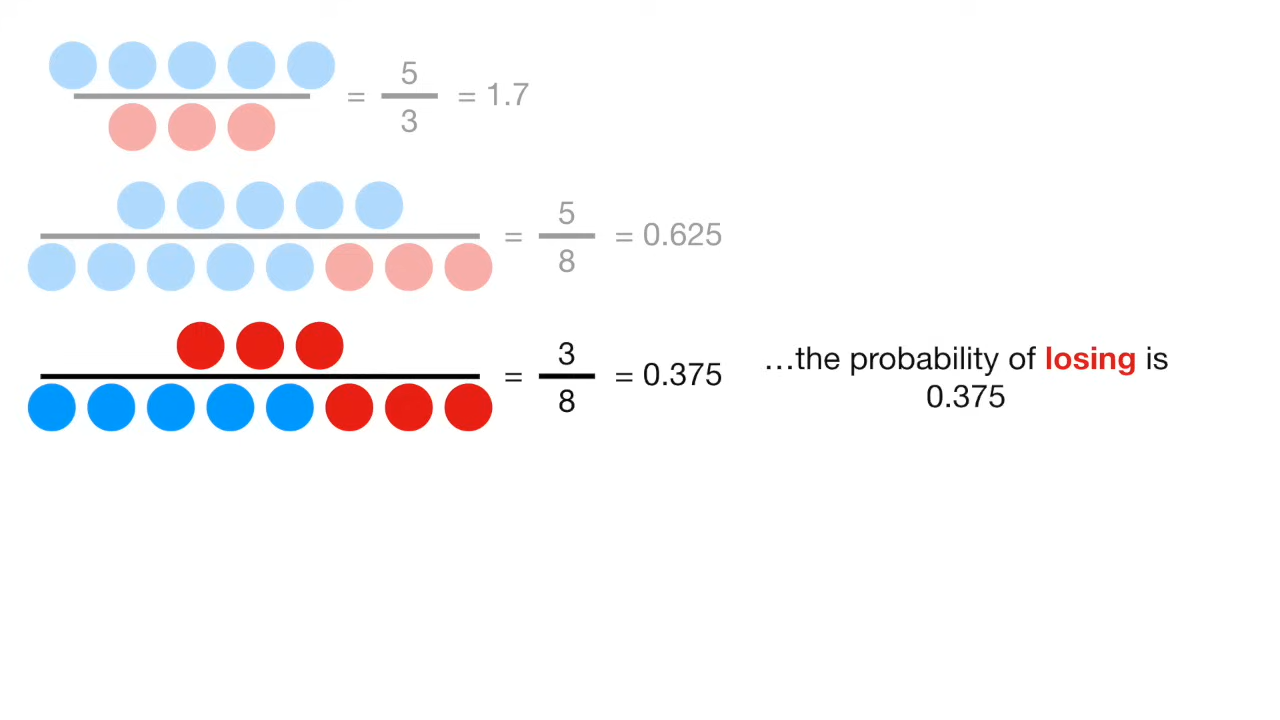 = 5/3 = 1.7
= 5/8 = 0.625
= 3/8 = 0.375
…the probability of losing is
0.375